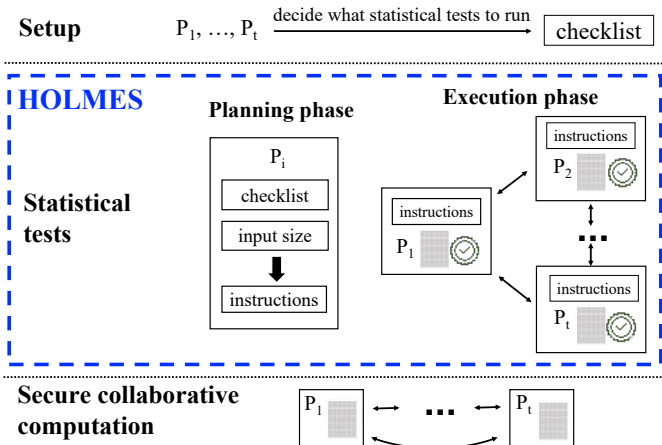 Setup
P1, …, Pt
decide what statistical tests to run
checklist
HOLMES
Planning phase
Execution phase
Statistical
tests
Pi
checklist
input size
instructions
instructions
P1
instructions
P2
...
instructions
Pt
Secure collaborative
computation
P1
...
Pt